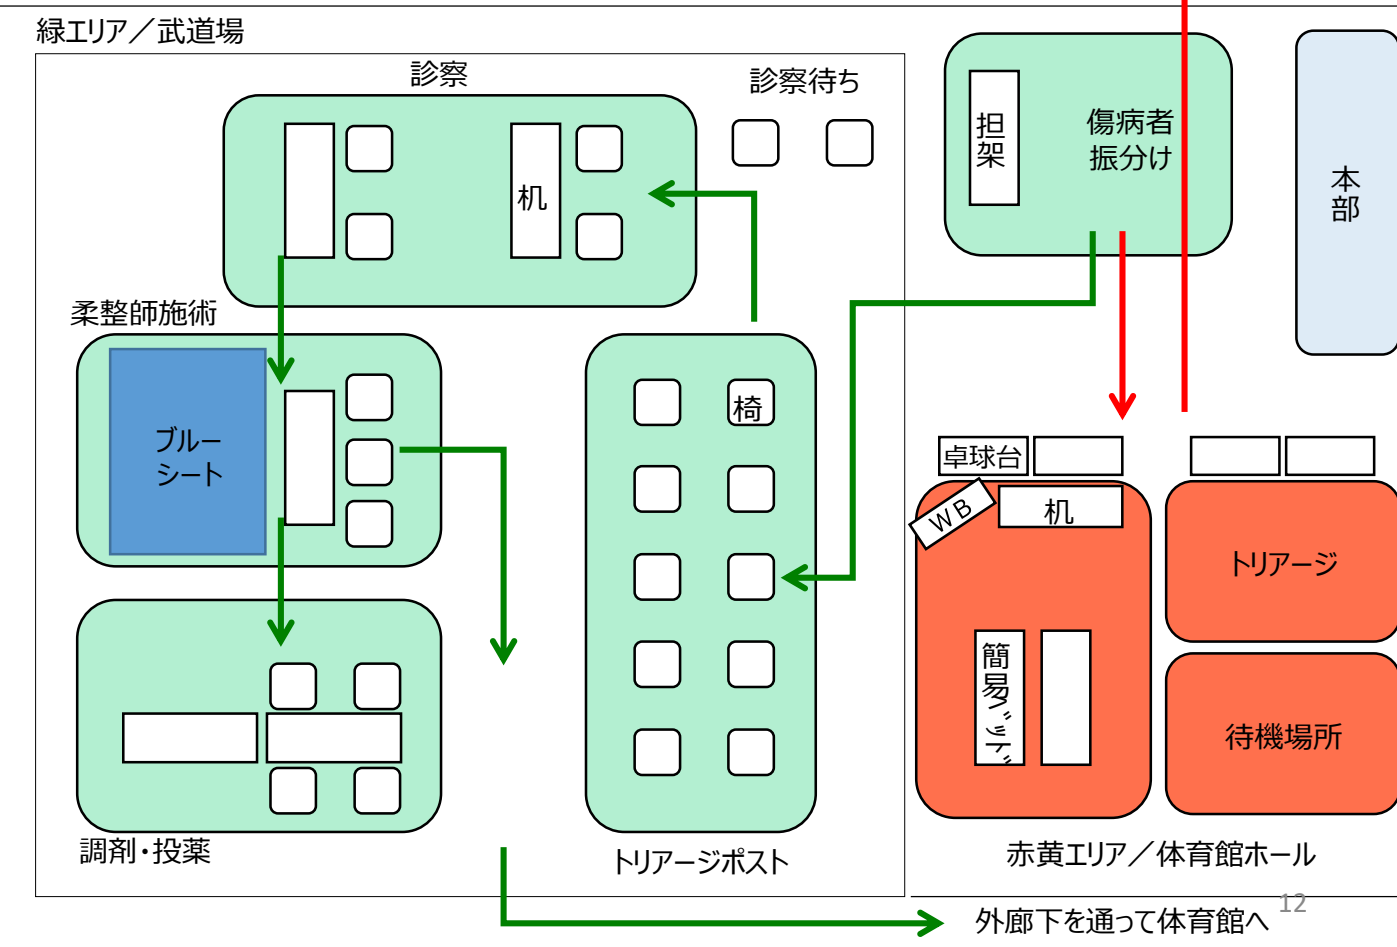 緑エリア／武道場
診察
診察待ち
担架
傷病者
振分け
本部
机
柔整師施術
ブルー
シート
椅
卓球台
WB
机
トリアージ
簡易ﾍﾞｯﾄﾞ
待機場所
調剤・投薬
トリアージポスト
赤黄エリア／体育館ホール
外廊下を通って体育館へ
12